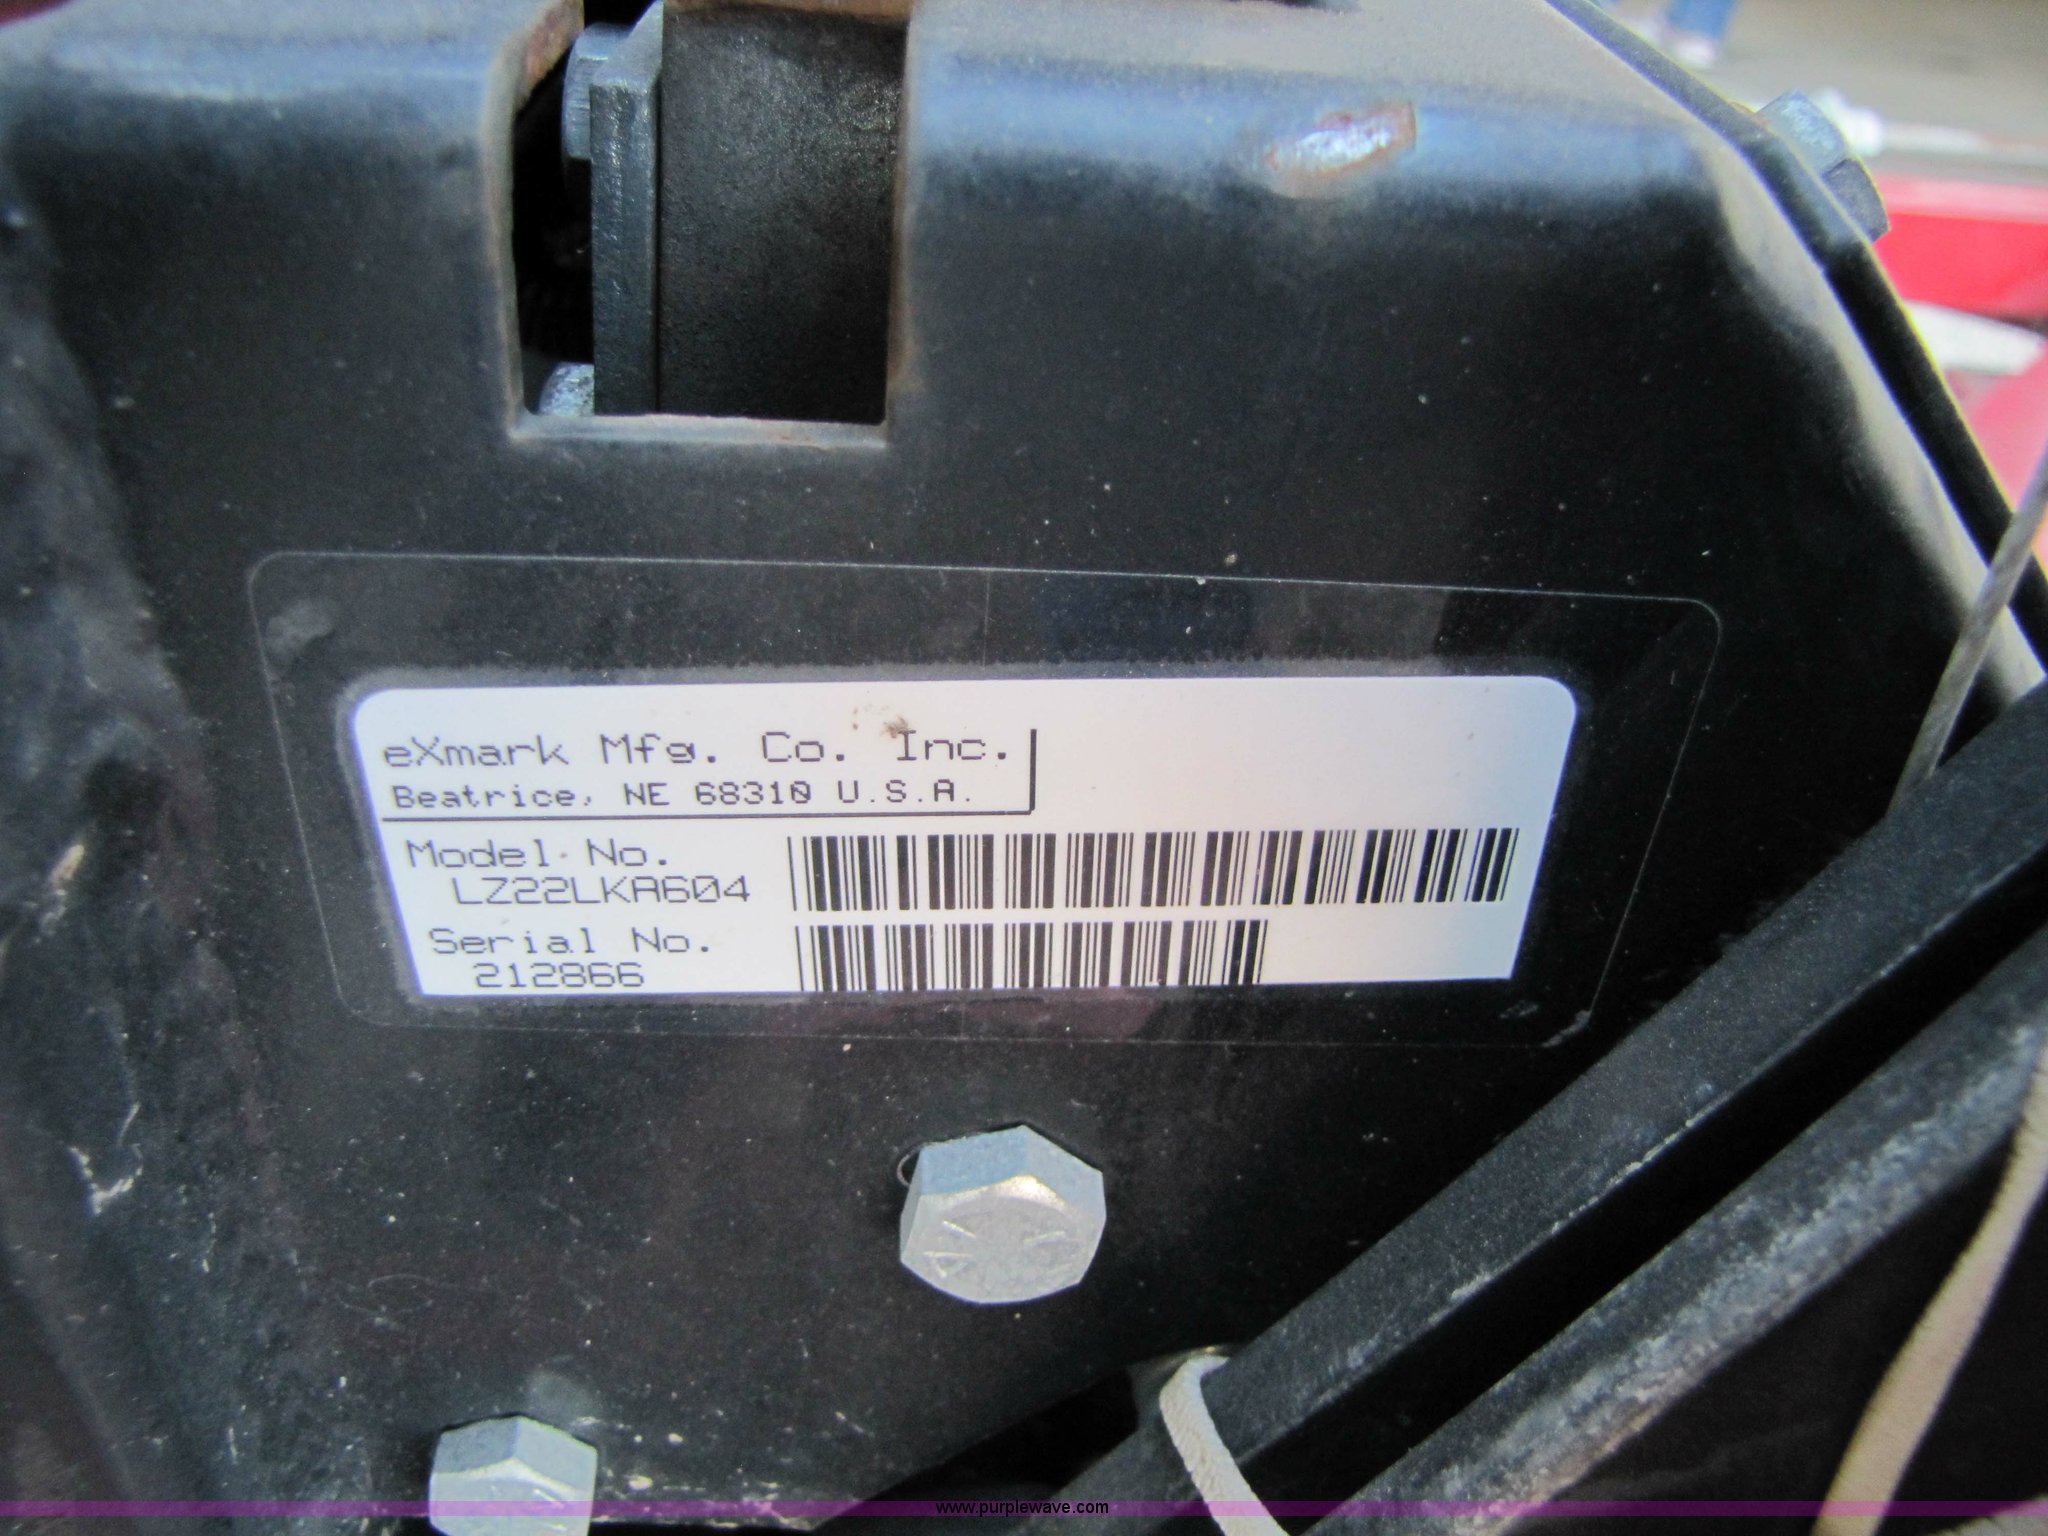 eXmark Mfg. Co. Inc.
Beatrice, NE 68310 U.S.A.
Model No.
LZ22LKA604
Serial No.
212866
www.purplewave.com